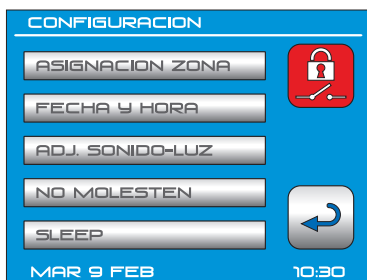 CONFIGURACION
ASIGNACION ZONA
FECHA Y HORA
ADJ. SONIDO-LUZ
NO MOLESTEN
SLEEP
MAR 9 FEB 10:30